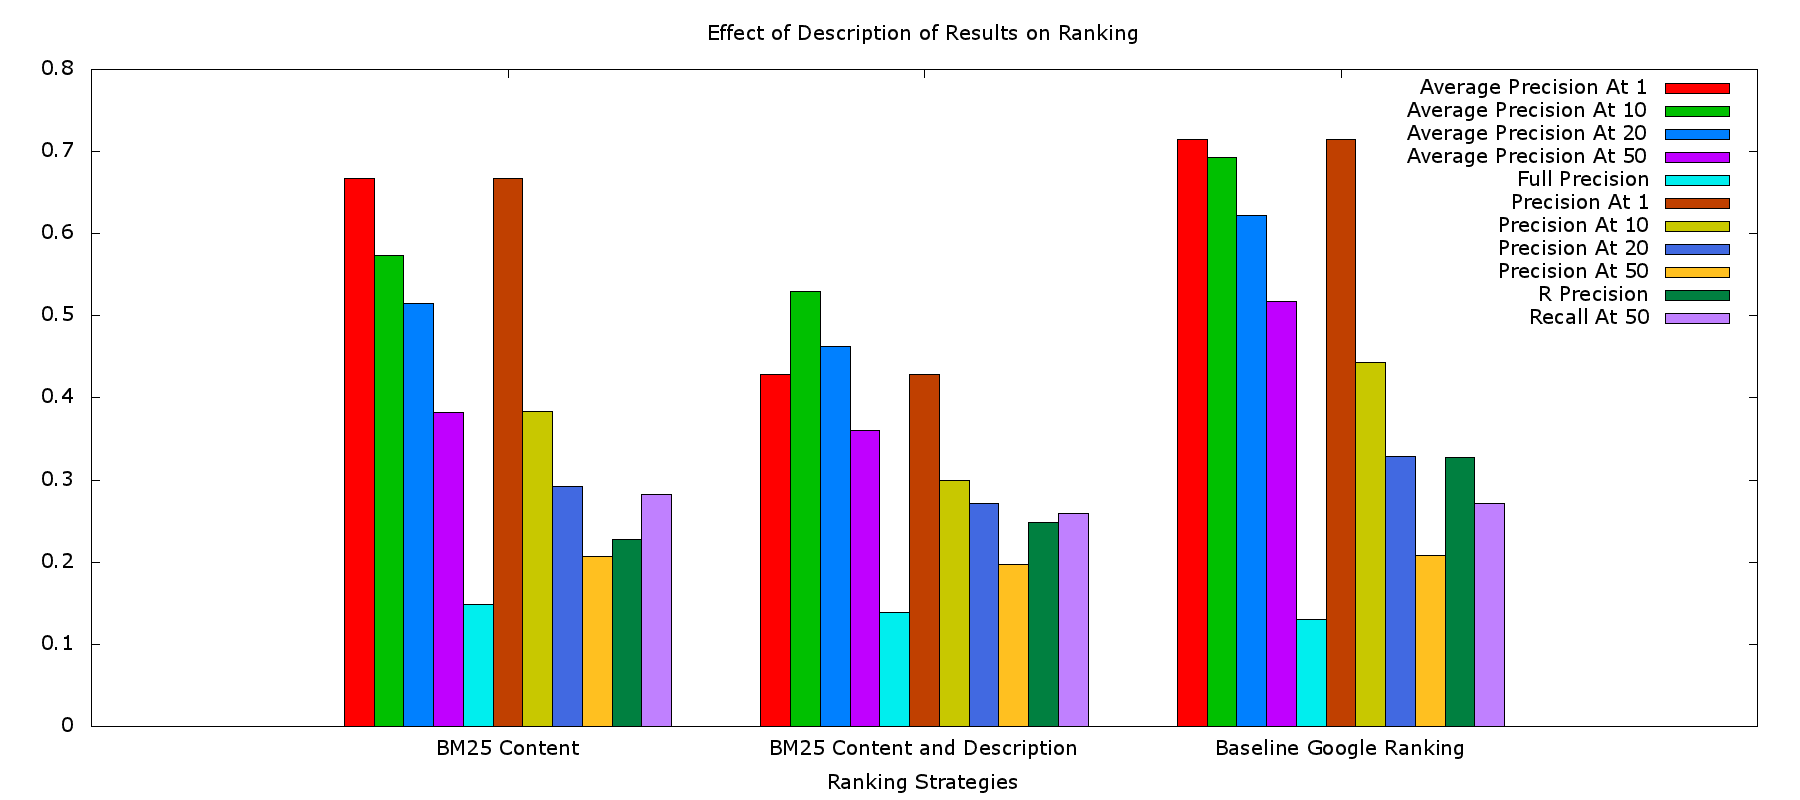 Effect of Description of Results on Ranking
0.8
0.7
0.6
0.5
0.4
0.3
0.2
0.1
0
Average Precision At 1
Average Precision At 10
Average Precision At 20
Average Precision At 50
Full Precision
Precision At 1
Precision At 10
Precision At 20
Precision At 50
R Precision
Recall At 50
BM25 Content
BM25 Content and Description
Baseline Google Ranking
Ranking Strategies